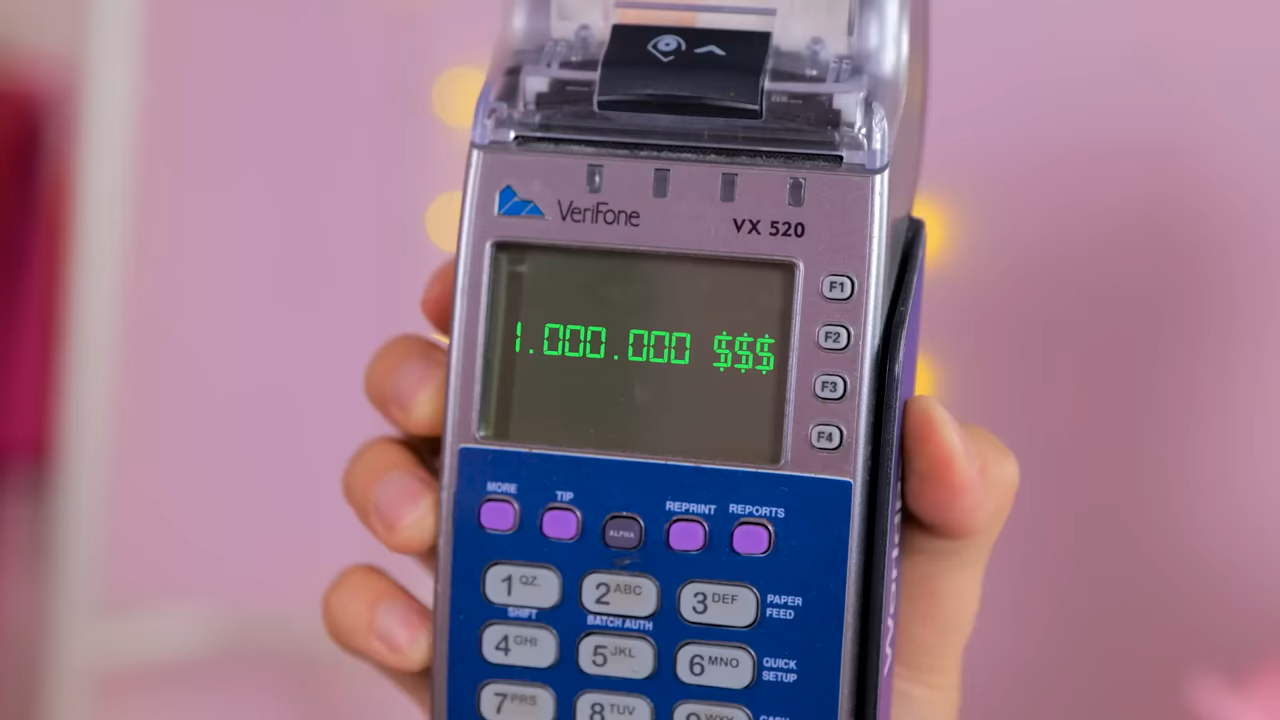 VeriFone
VX 520
F1
1.000.000 $$$
F2
F3
F4
MORE
TIP
ALPHA
REPRINT
REPORTS
1 QZ.
2 ABC
3 DEF
PAPER
FEED
SHIFT
BATCH AUTH
4 GHI
5 JKL
6 MNO
QUICK
SETUP
7 PRS
8 TUV
9 WXY